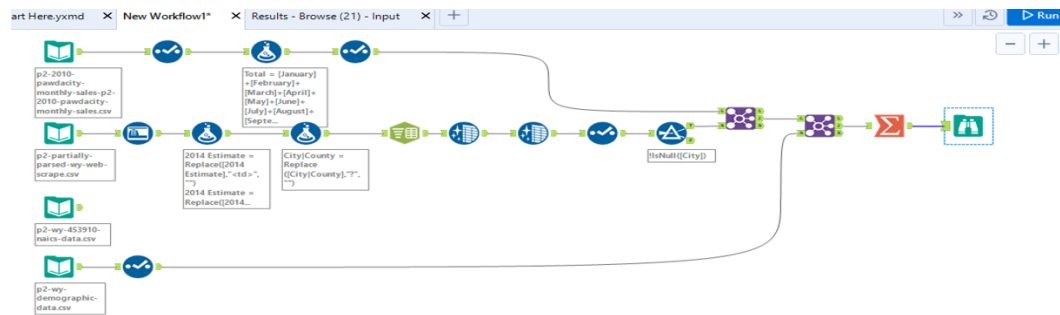 art Here.yxmd X New Workflow1* X Results - Browse (21) - Input X +
» Run
p2-2010-
pawdacity-
monthly-sales-p2-
2010-pawdacity-
monthly-sales.csv
Total = [January]
+[February]+
[March]+[April]+
[May]+[June]+
[July]+[August]+
[Septe...
p2-partially-
parsed-wy-web-
scrape.csv
2014 Estimate =
Replace([2014
Estimate],"<td>",
"")
2014 Estimate =
Replace([2014...
City|County =
Replace
([City|County],"?",
"")
!IsNull([City])
p2-wy-453910-
naics-data.csv
p2-wy-
demographic-
data.csv